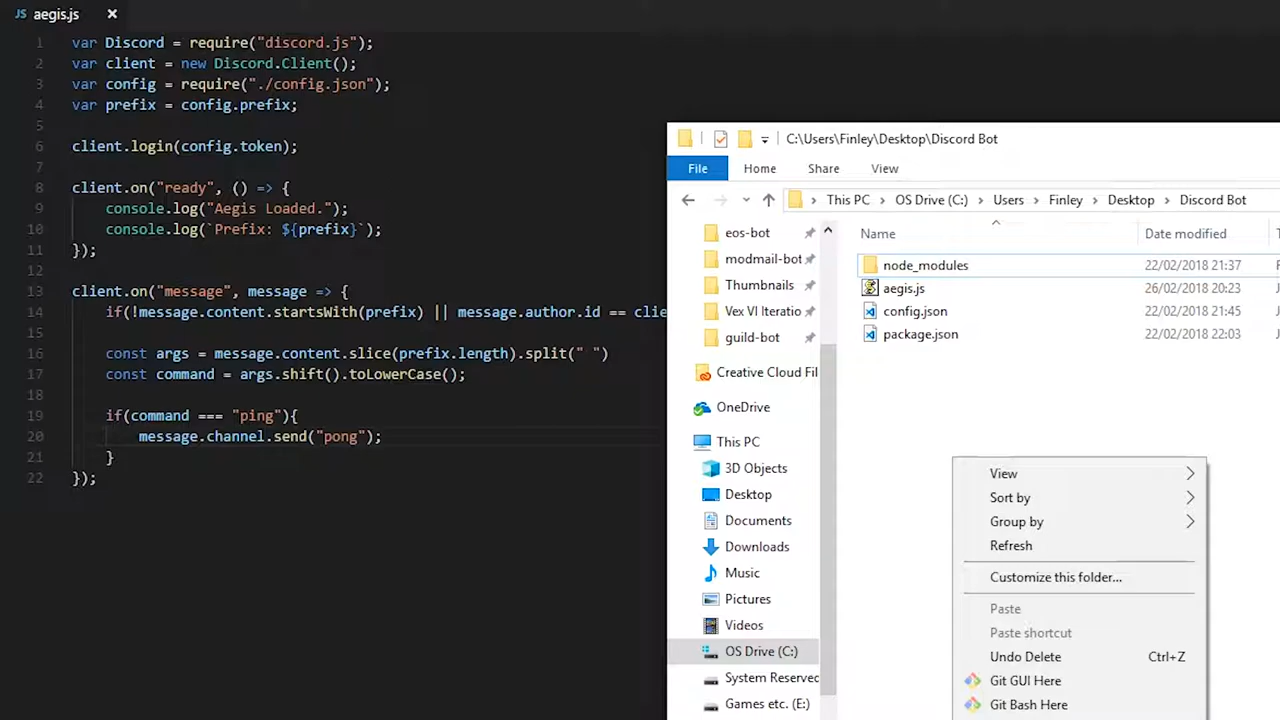 JS aegis.js ×
1 var Discord = require("discord.js");
2 var client = new Discord.Client();
3 var config = require("./config.json");
4 var prefix = config.prefix;
5
6 client.login(config.token);
7
8 client.on("ready", () => {
9 console.log("Aegis Loaded.");
10 console.log(`Prefix: ${prefix}`);
11 });
12
13 client.on("message", message => {
14 if(!message.content.startsWith(prefix) || message.author.id == clie
15
16 const args = message.content.slice(prefix.length).split(" ")
17 const command = args.shift().toLowerCase();
18
19 if(command === "ping"){
20 message.channel.send("pong");
21 }
22 });
C:\Users\Finley\Desktop\Discord Bot
File Home Share View
This PC > OS Drive (C:) > Users > Finley > Desktop > Discord Bot
eos-bot
modmail-bot
Thumbnails
Vex VI Iteratio
guild-bot
Creative Cloud Fil
OneDrive
This PC
3D Objects
Desktop
Documents
Downloads
Music
Pictures
Videos
OS Drive (C:)
System Reserved
Games etc. (E:)
Name Date modified
node_modules 22/02/2018 21:37
aegis.js 26/02/2018 20:23
config.json 22/02/2018 21:45
package.json 22/02/2018 22:03
View
Sort by
Group by
Refresh
Customize this folder...
Paste
Paste shortcut
Undo Delete Ctrl+Z
Git GUI Here
Git Bash Here